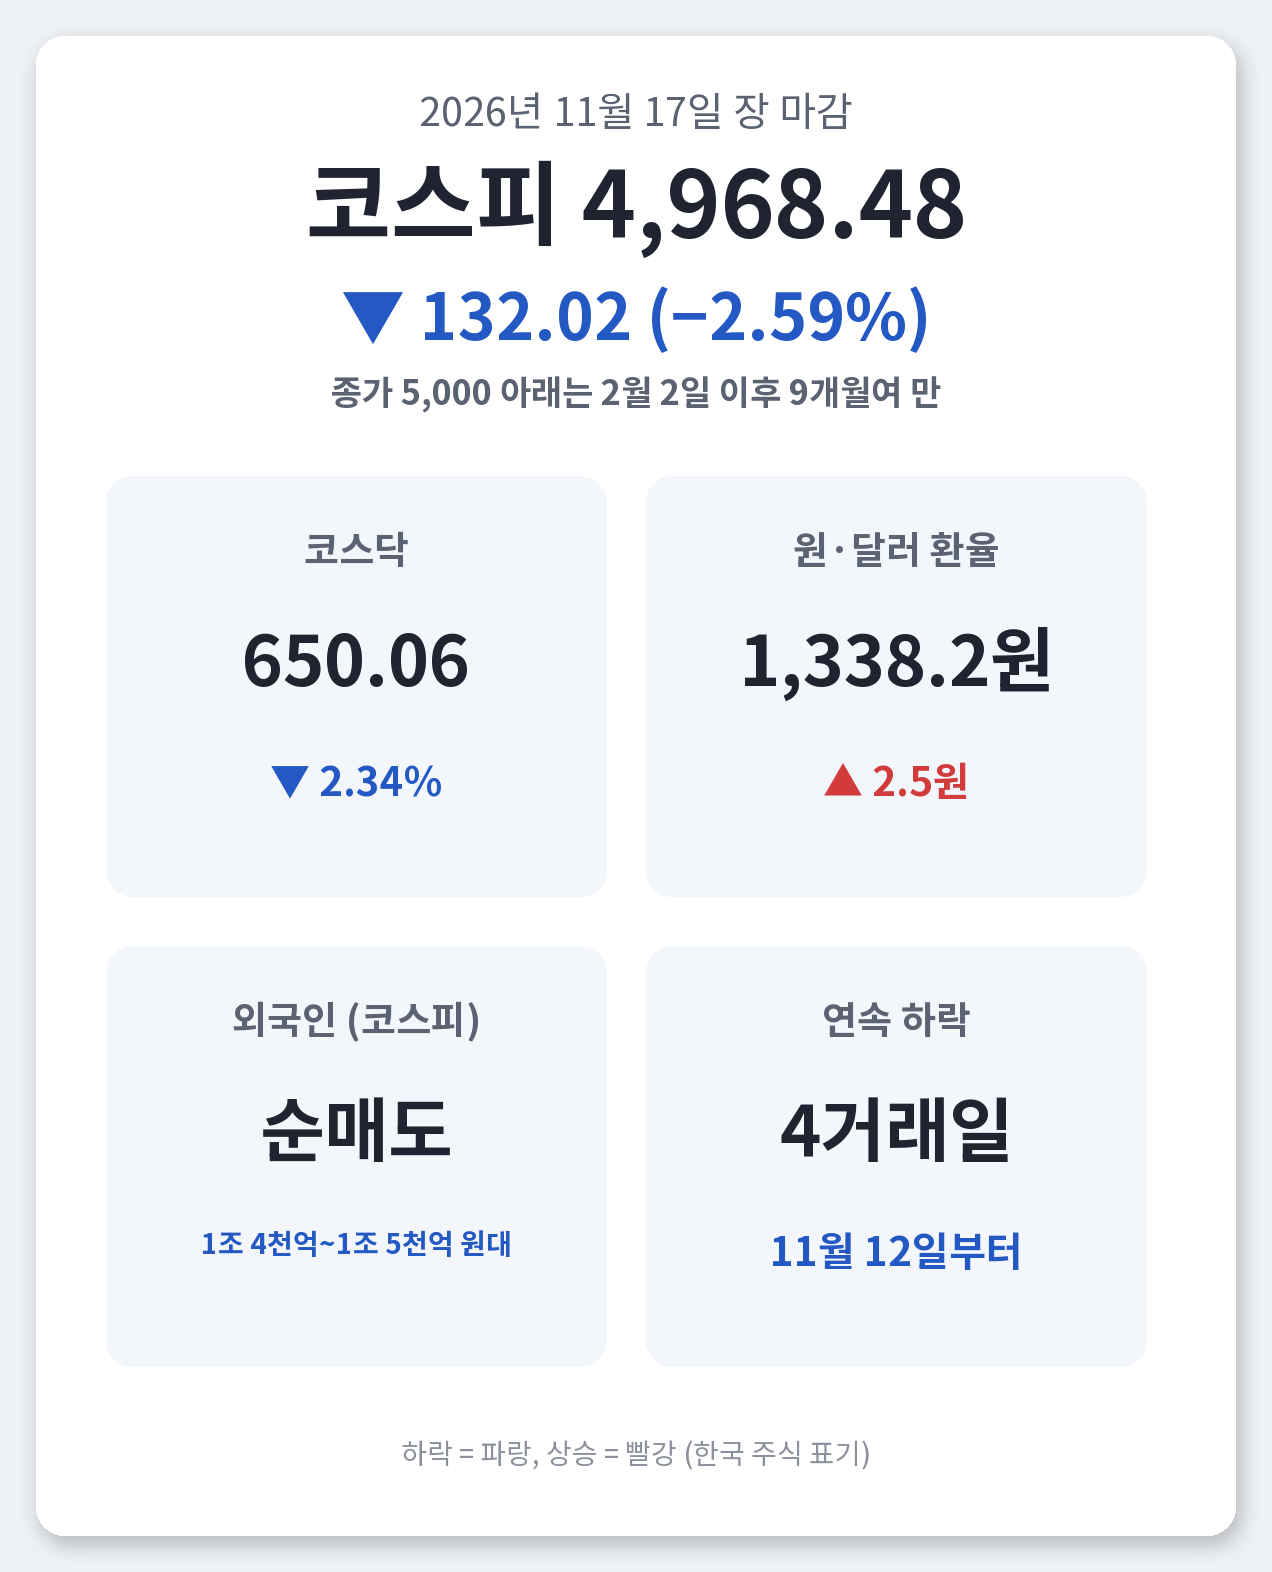 2026년 11월 17일 장 마감
코스피 4,968.48
▼ 132.02 (−2.59%)
종가 5,000 아래는 2월 2일 이후 9개월여 만
코스닥
650.06
▼ 2.34%
원·달러 환율
1,338.2원
▲ 2.5원
외국인 (코스피)
순매도
1조 4천억~1조 5천억 원대
연속 하락
4거래일
11월 12일부터
하락 = 파랑, 상승 = 빨강 (한국 주식 표기)